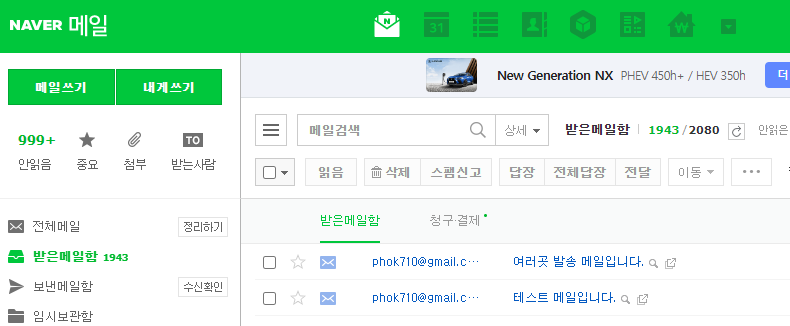 NAVER 메일
31
메일쓰기 내게쓰기
New Generation NX PHEV 450h+ / HEV 350h 더
999+ TO
안읽음 중요 첨부 받는사람
메일검색 상세 받은메일함 1943 / 2080 안읽은
읽음 삭제 스팸신고 답장 전체답장 전달 이동 ···
전체메일 정리하기
받은메일함 1943
보낸메일함 수신확인
임시보관함
받은메일함 청구·결제
phok710@gmail.c··· 여러곳 발송 메일입니다.
phok710@gmail.c··· 테스트 메일입니다.